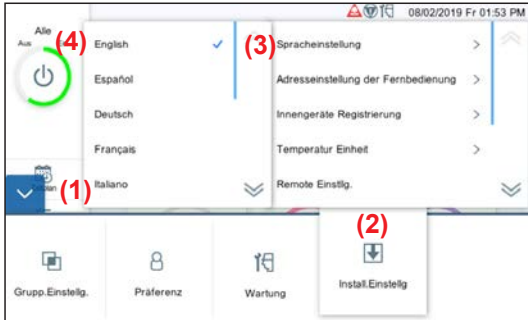 08/02/2019 Fr 01:53 PM
Alle
Aus
(4)
English
Español
Deutsch
Français
Italiano
(3)
Spracheinstellung
Adresseinstellung der Fernbedienung
Innengeräte Registrierung
Temperatur Einheit
Remote Einstllg.
(1)
(2)
Grupp.Einstellg.
Präferenz
Wartung
Install.Einstellg